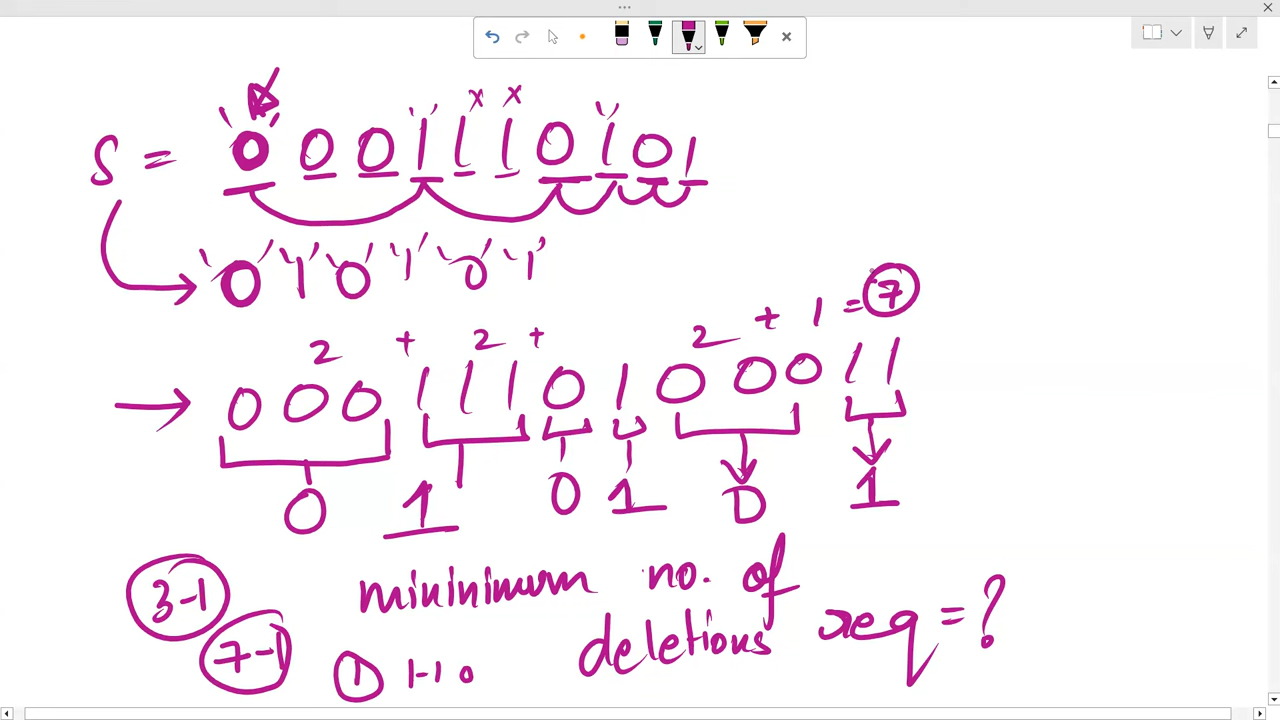 x x
'0' 0 0 '1' 1 1 0 1 0 1
S =
'0' '1' '0' '1' '0' '1'
2 + 2 + 2 + 1 = 7
0 0 0 1 1 1 0 1 0 0 0 1 1
0 1 0 1 0 1
3-1 mininimum no. of
7-1 deletions req = ?
1 1-1 0